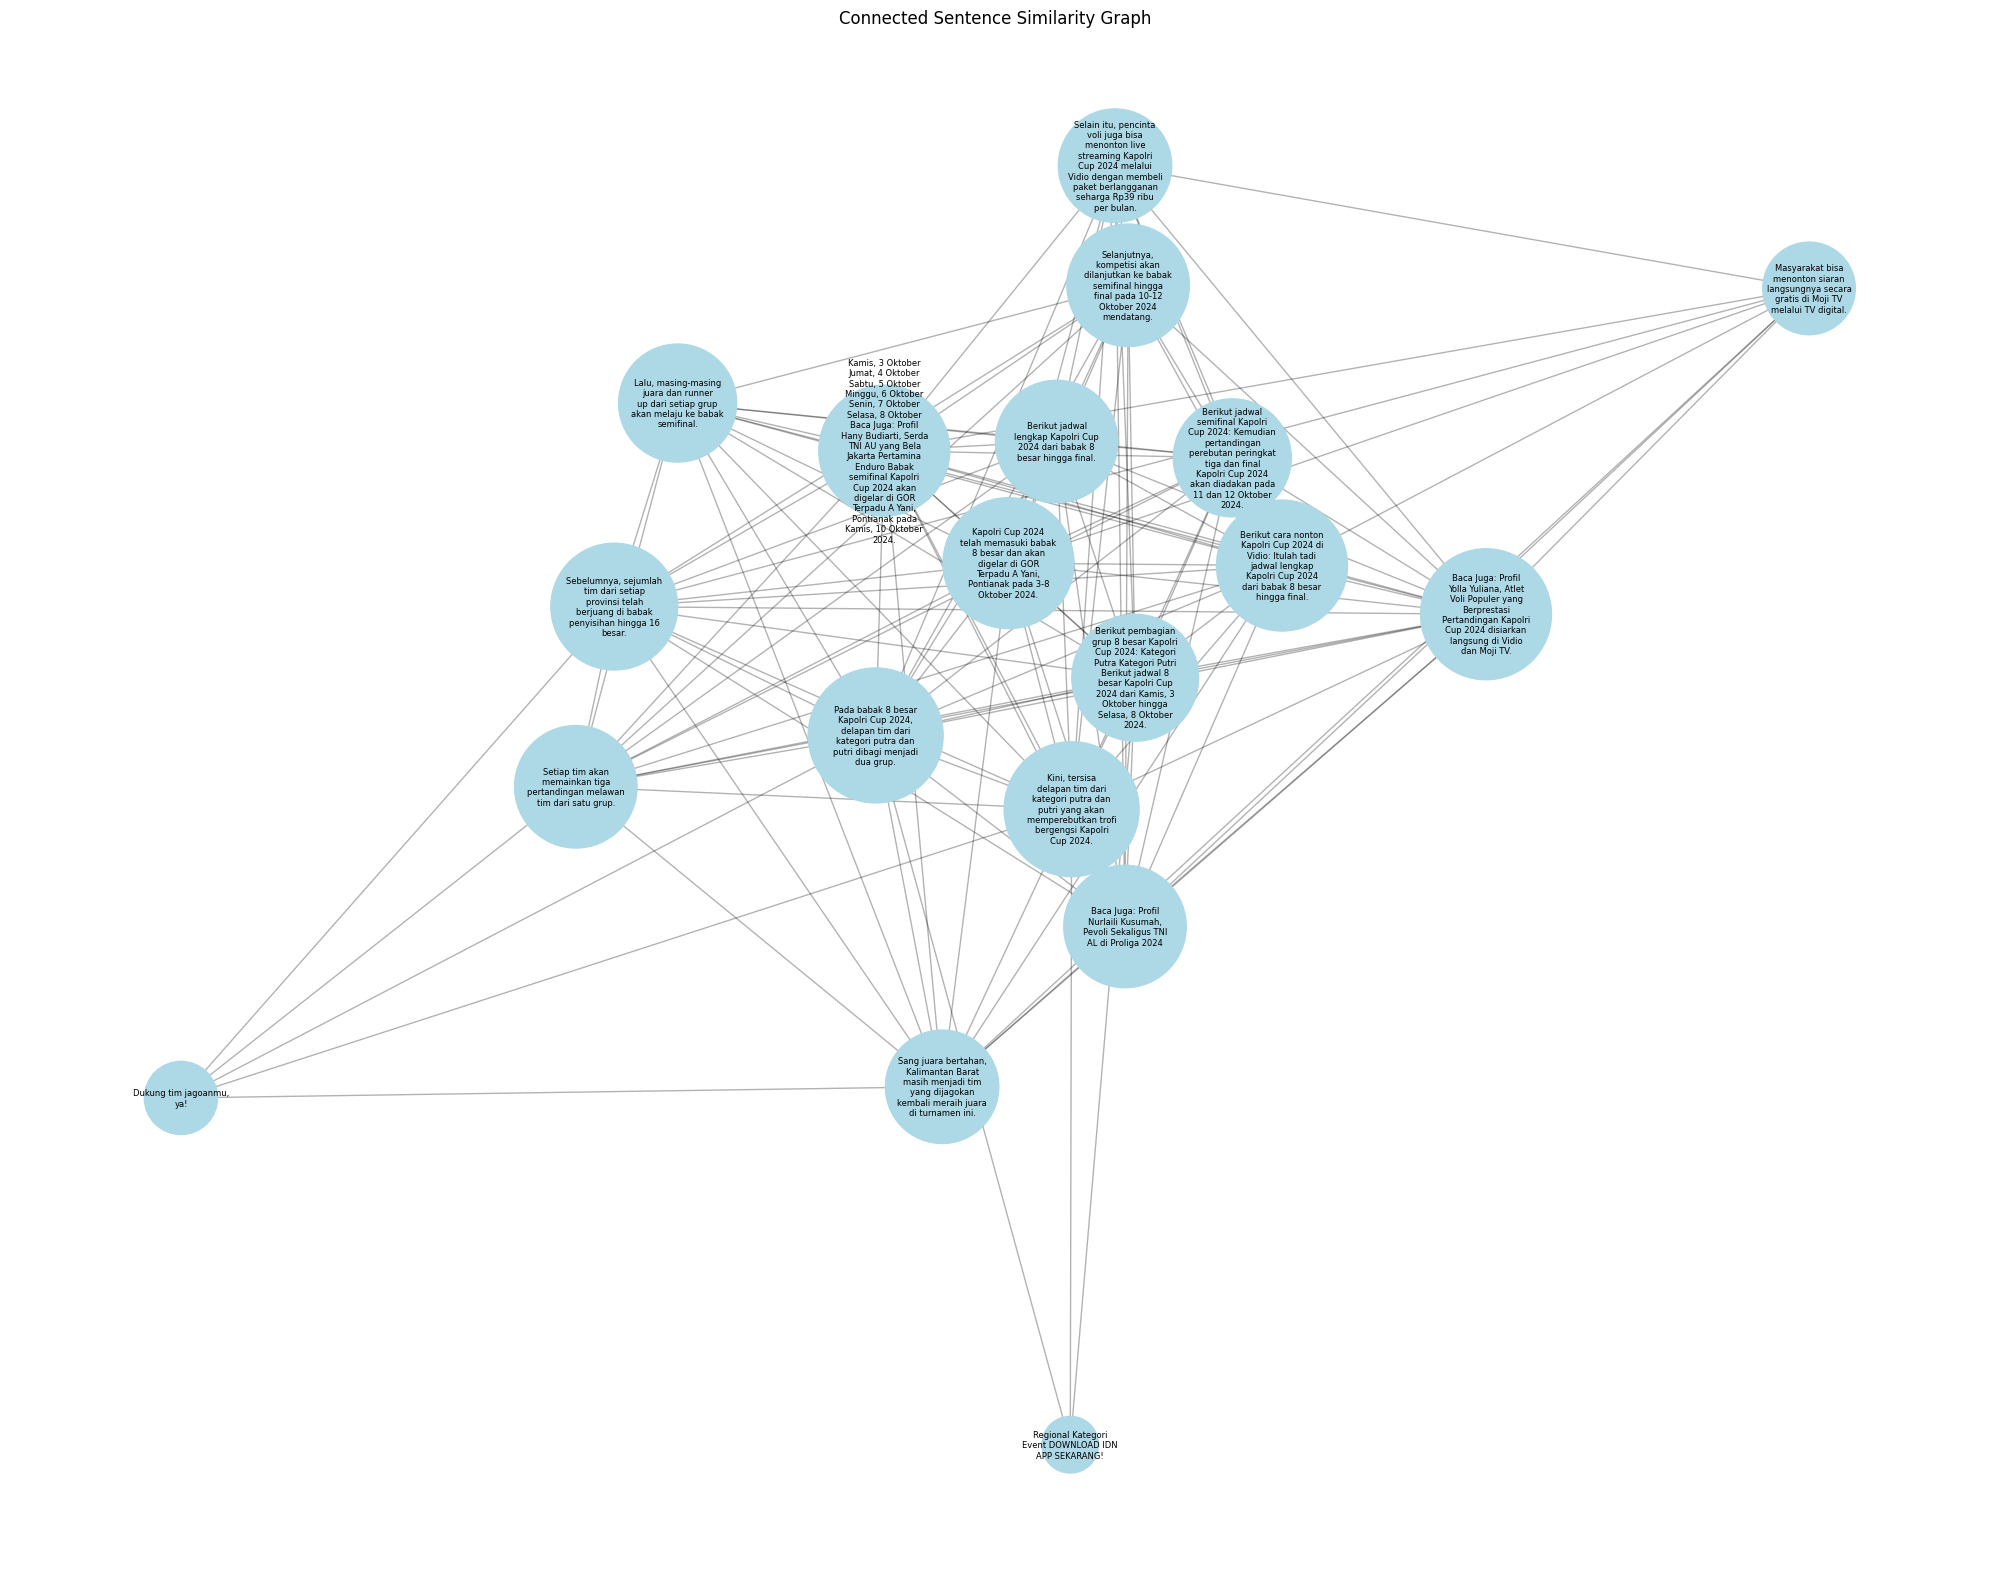 Connected Sentence Similarity Graph
Selain itu, pencinta
voli juga bisa
menonton live
streaming Kapolri
Cup 2024 melalui
Vidio dengan membeli
paket berlangganan
seharga Rp39 ribu
per bulan.
Selanjutnya,
kompetisi akan
dilanjutkan ke babak
semifinal hingga
final pada 10-12
Oktober 2024
mendatang.
Masyarakat bisa
menonton siaran
langsungnya secara
gratis di Moji TV
melalui TV digital.
Lalu, masing-masing
juara dan runner
up dari setiap grup
akan melaju ke babak
semifinal.
Kamis, 3 Oktober
Jumat, 4 Oktober
Sabtu, 5 Oktober
Minggu, 6 Oktober
Senin, 7 Oktober
Selasa, 8 Oktober
Baca Juga: Profil
Hany Budiarti, Serda
TNI AU yang Bela
Jakarta Pertamina
Enduro Babak
semifinal Kapolri
Cup 2024 akan
digelar di GOR
Terpadu A Yani,
Pontianak pada
Kamis, 10 Oktober
2024.
Berikut jadwal
lengkap Kapolri Cup
2024 dari babak 8
besar hingga final.
Berikut jadwal
semifinal Kapolri
Cup 2024: Kemudian
pertandingan
perebutan peringkat
tiga dan final
Kapolri Cup 2024
akan diadakan pada
11 dan 12 Oktober
2024.
Kapolri Cup 2024
telah memasuki babak
8 besar dan akan
digelar di GOR
Terpadu A Yani,
Pontianak pada 3-8
Oktober 2024.
Berikut cara nonton
Kapolri Cup 2024 di
Vidio: Itulah tadi
jadwal lengkap
Kapolri Cup 2024
dari babak 8 besar
hingga final.
Sebelumnya, sejumlah
tim dari setiap
provinsi telah
berjuang di babak
penyisihan hingga 16
besar.
Baca Juga: Profil
Yolla Yuliana, Atlet
Voli Populer yang
Berprestasi
Pertandingan Kapolri
Cup 2024 disiarkan
langsung di Vidio
dan Moji TV.
Berikut pembagian
grup 8 besar Kapolri
Cup 2024: Kategori
Putra Kategori Putri
Berikut jadwal 8
besar Kapolri Cup
2024 dari Kamis, 3
Oktober hingga
Selasa, 8 Oktober
2024.
Pada babak 8 besar
Kapolri Cup 2024,
delapan tim dari
kategori putra dan
putri dibagi menjadi
dua grup.
Setiap tim akan
memainkan tiga
pertandingan melawan
tim dari satu grup.
Kini, tersisa
delapan tim dari
kategori putra dan
putri yang akan
memperebutkan trofi
bergengsi Kapolri
Cup 2024.
Baca Juga: Profil
Nurlaili Kusumah,
Pevoli Sekaligus TNI
AL di Proliga 2024
Sang juara bertahan,
Kalimantan Barat
masih menjadi tim
yang dijagokan
kembali meraih juara
di turnamen ini.
Dukung tim jagoanmu,
ya!
Regional Kategori
Event DOWNLOAD IDN
APP SEKARANG!